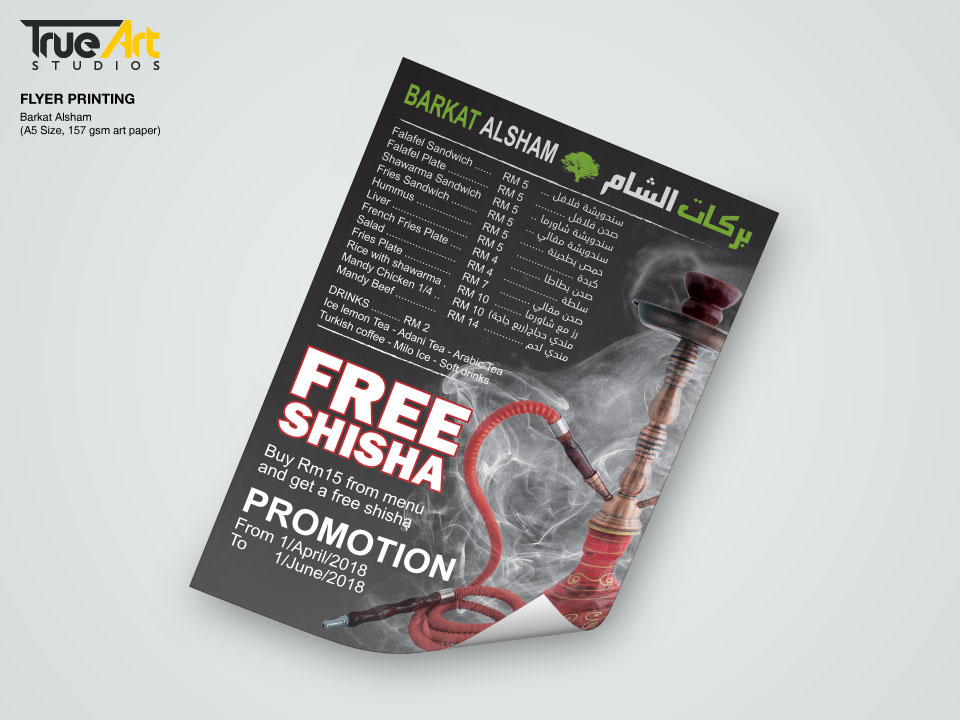 TrueArt
STUDIOS
FLYER PRINTING
Barkat Alsham
(A5 Size, 157 gsm art paper)
BARKAT ALSHAM بركات الشام
Falafel Sandwich ...... RM 5 ... سندويشة فلافل
Falafel Plate ............. RM 5 .......... صحن فلافل
Shawarma Sandwich RM 5 .. سندويشة شاورما
Fries Sandwich ........ RM 5 ... سندويشة مقالي
Hummus ................. RM 5 ........ حمص بطحينة
Liver ........................ RM 5 ................ كبدة
French Fries Plate .... RM 4 ......... صحن بطاطا
Salad ...................... RM 4 ................ سلطة
Fries Plate .............. RM 7 .......... صحن مقالي
Rice with shawarma . RM 10 ...... رز مع شاورما
Mandy Chicken 1/4 .. RM 10 مندي دجاج(ربع جاجة)
Mandy Beef ............ RM 14 ............. مندي لحم
DRINKS ......... RM 2
Ice lemon Tea - Adani Tea - Arabic Tea
Turkish coffee - Milo Ice - Soft drinks
FREE
SHISHA
Buy Rm15 from menu
and get a free shisha
PROMOTION
From 1/April/2018
To 1/June/2018